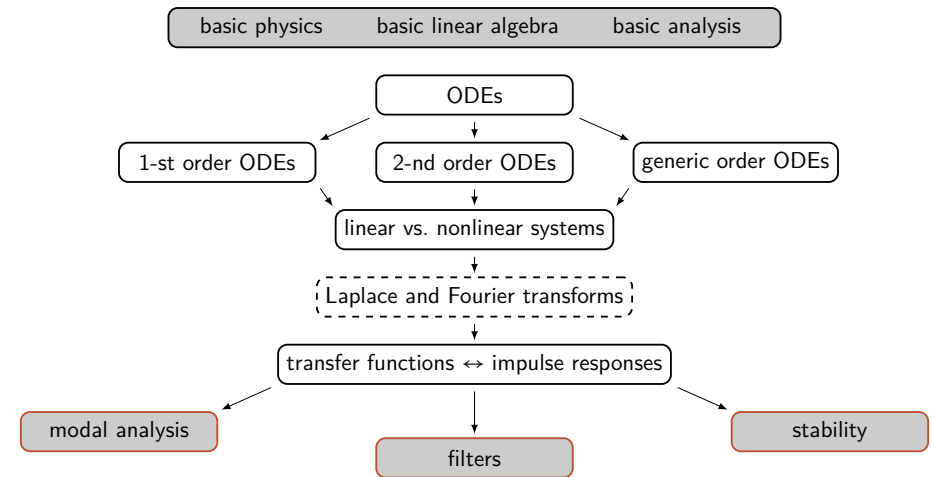 basic physics basic linear algebra basic analysis
ODEs
1-st order ODEs 2-nd order ODEs generic order ODEs
linear vs. nonlinear systems
Laplace and Fourier transforms
transfer functions ↔ impulse responses
modal analysis stability
filters